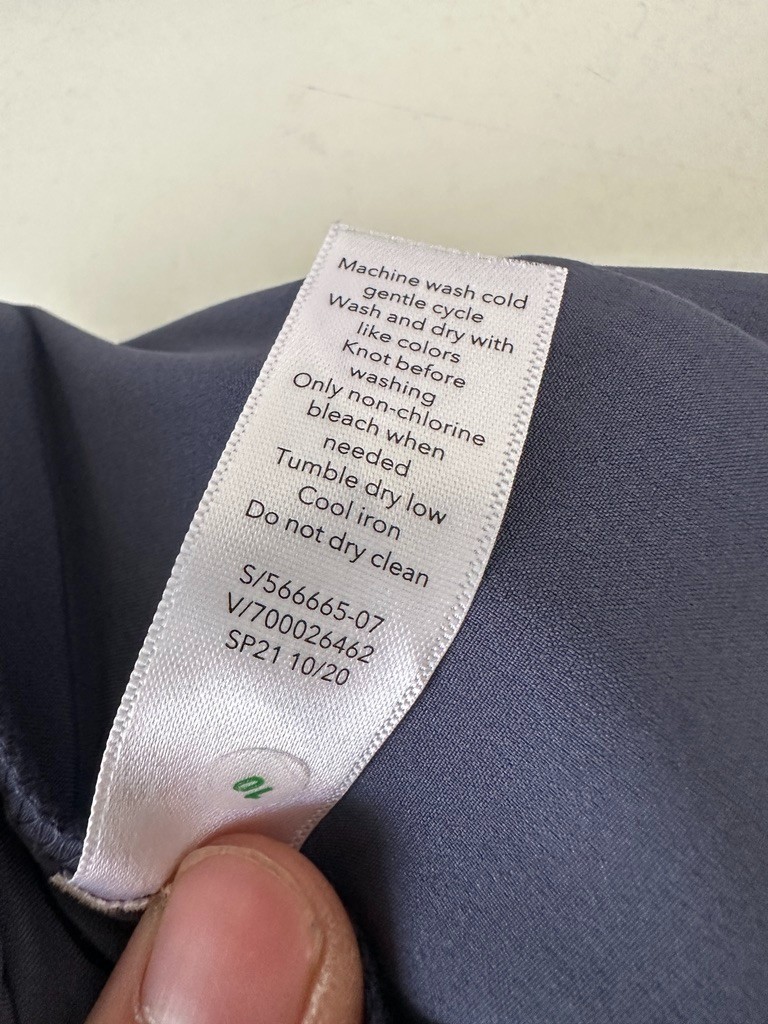 Machine wash cold
gentle cycle
Wash and dry with
like colors
Knot before
washing
Only non-chlorine
bleach when
needed
Tumble dry low
Cool iron
Do not dry clean
S/566665-07
V/700026462
SP21 10/20
10